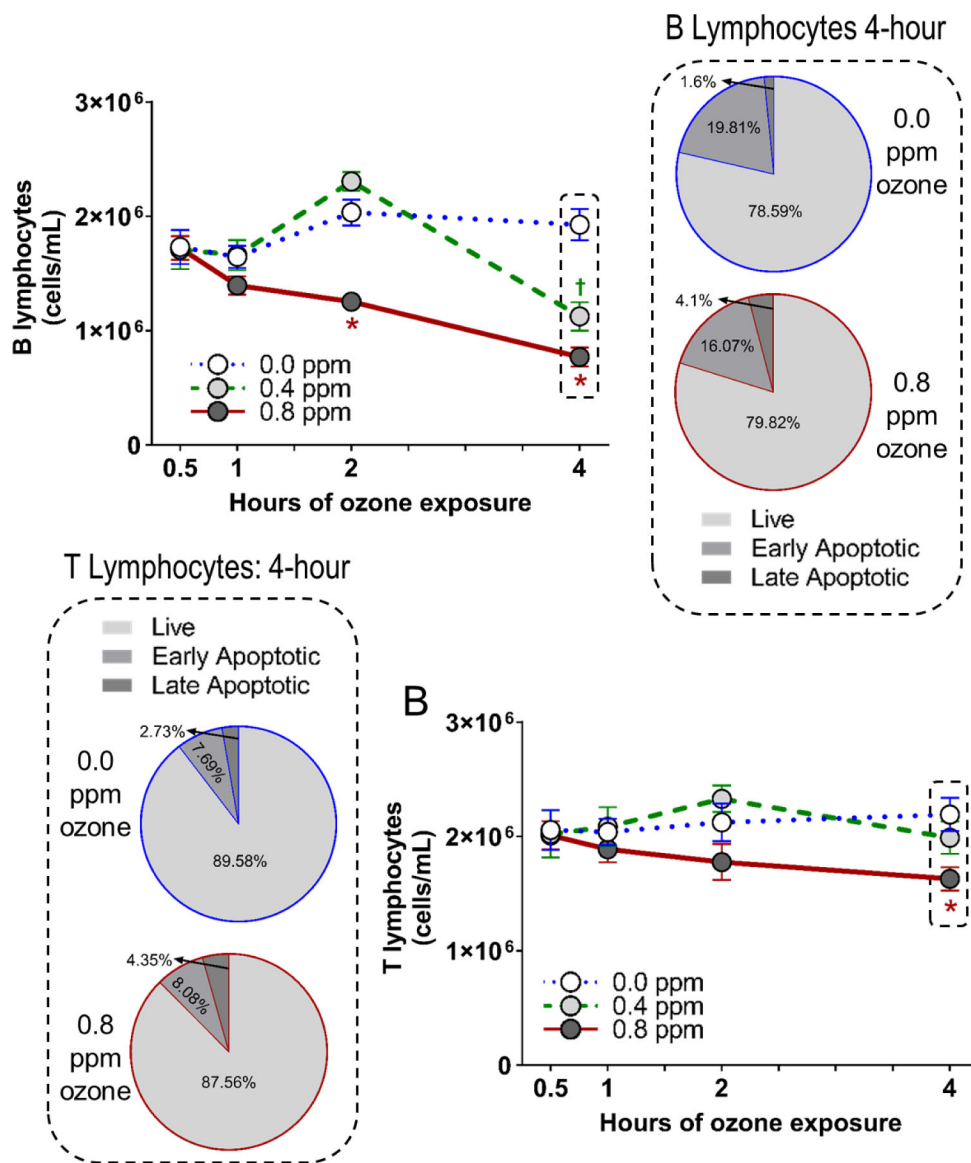 B Lymphocytes 4-hour
3×10⁶
2×10⁶
1×10⁶
0
B lymphocytes
(cells/mL)
†
*
*
0.0 ppm
0.4 ppm
0.8 ppm
0.5 1 2 4
Hours of ozone exposure
1.6%
19.81%
78.59%
0.0
ppm
ozone
4.1%
16.07%
79.82%
0.8
ppm
ozone
Live
Early Apoptotic
Late Apoptotic
T Lymphocytes: 4-hour
Live
Early Apoptotic
Late Apoptotic
0.0
ppm
ozone
2.73%
7.69%
89.58%
0.8
ppm
ozone
4.35%
8.08%
87.56%
B
3×10⁶
2×10⁶
1×10⁶
0
T lymphocytes
(cells/mL)
*
0.0 ppm
0.4 ppm
0.8 ppm
0.5 1 2 4
Hours of ozone exposure